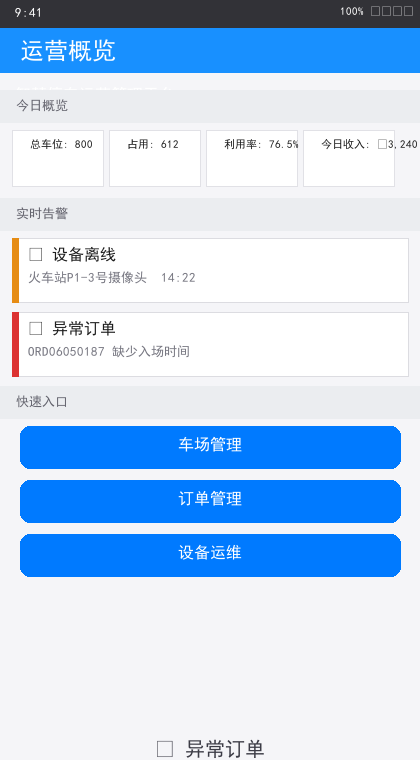 9:41 100% □□□□
运营概览
今日概览
总车位: 800 占用: 612 利用率: 76.5% 今日收入: □3,240
实时告警
□ 设备离线
火车站P1-3号摄像头 14:22
□ 异常订单
ORD06050187 缺少入场时间
快速入口
车场管理
订单管理
设备运维
□ 异常订单